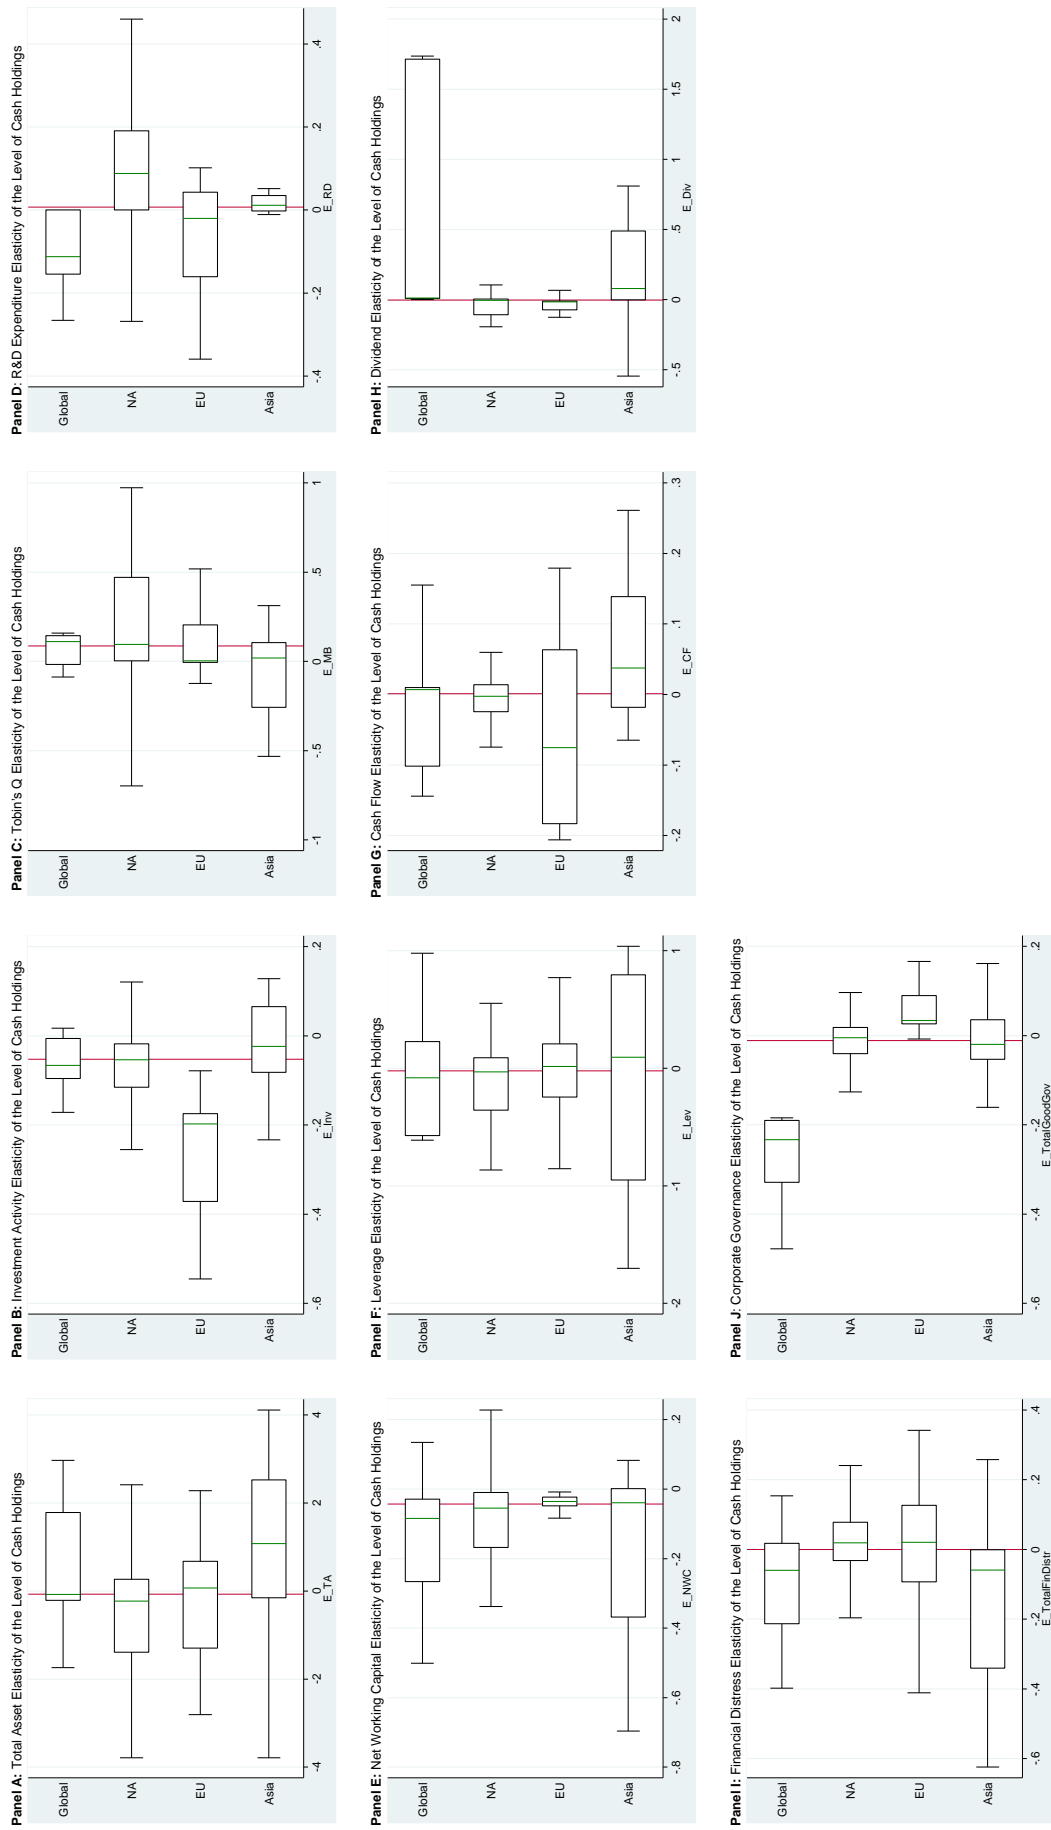 Panel A: Total Asset Elasticity of the Level of Cash Holdings
Global
NA
EU
Asia
-4 -2 0 2 4
E_TA
Panel B: Investment Activity Elasticity of the Level of Cash Holdings
Global
NA
EU
Asia
-.6 -.4 -.2 0 .2
E_Inv
Panel C: Tobin's Q Elasticity of the Level of Cash Holdings
Global
NA
EU
Asia
-1 -.5 0 .5 1
E_MB
Panel D: R&D Expenditure Elasticity of the Level of Cash Holdings
Global
NA
EU
Asia
-.4 -.2 0 .2 .4
E_RD
Panel E: Net Working Capital Elasticity of the Level of Cash Holdings
Global
NA
EU
Asia
-.8 -.6 -.4 -.2 0 .2
E_NWC
Panel F: Leverage Elasticity of the Level of Cash Holdings
Global
NA
EU
Asia
-2 -1 0 1
E_Lev
Panel G: Cash Flow Elasticity of the Level of Cash Holdings
Global
NA
EU
Asia
-.2 -.1 0 .1 .2 .3
E_CF
Panel H: Dividend Elasticity of the Level of Cash Holdings
Global
NA
EU
Asia
-.5 0 .5 1 1.5 2
E_Div
Panel I: Financial Distress Elasticity of the Level of Cash Holdings
Global
NA
EU
Asia
-.6 -.4 -.2 0 .2 .4
E_TotalFinDistr
Panel J: Corporate Governance Elasticity of the Level of Cash Holdings
Global
NA
EU
Asia
-.6 -.4 -.2 0 .2
E_TotalGoodGov